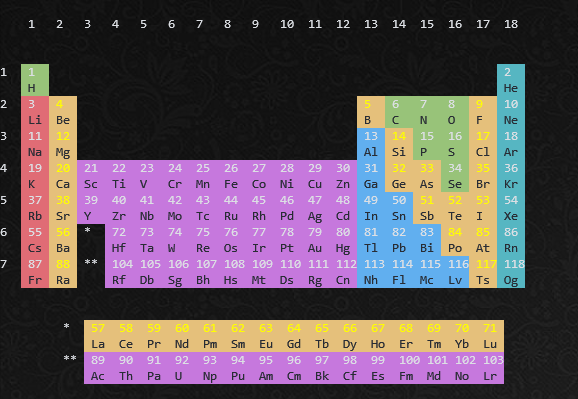 1 2 3 4 5 6 7 8 9 10 11 12 13 14 15 16 17 18
1 1 2
H He
2 3 4 5 6 7 8 9 10
Li Be B C N O F Ne
3 11 12 13 14 15 16 17 18
Na Mg Al Si P S Cl Ar
4 19 20 21 22 23 24 25 26 27 28 29 30 31 32 33 34 35 36
K Ca Sc Ti V Cr Mn Fe Co Ni Cu Zn Ga Ge As Se Br Kr
5 37 38 39 40 41 42 43 44 45 46 47 48 49 50 51 52 53 54
Rb Sr Y Zr Nb Mo Tc Ru Rh Pd Ag Cd In Sn Sb Te I Xe
6 55 56 * 72 73 74 75 76 77 78 79 80 81 82 83 84 85 86
Cs Ba Hf Ta W Re Os Ir Pt Au Hg Tl Pb Bi Po At Rn
7 87 88 ** 104 105 106 107 108 109 110 111 112 113 114 115 116 117 118
Fr Ra Rf Db Sg Bh Hs Mt Ds Rg Cn Nh Fl Mc Lv Ts Og
* 57 58 59 60 61 62 63 64 65 66 67 68 69 70 71
La Ce Pr Nd Pm Sm Eu Gd Tb Dy Ho Er Tm Yb Lu
** 89 90 91 92 93 94 95 96 97 98 99 100 101 102 103
Ac Th Pa U Np Pu Am Cm Bk Cf Es Fm Md No Lr